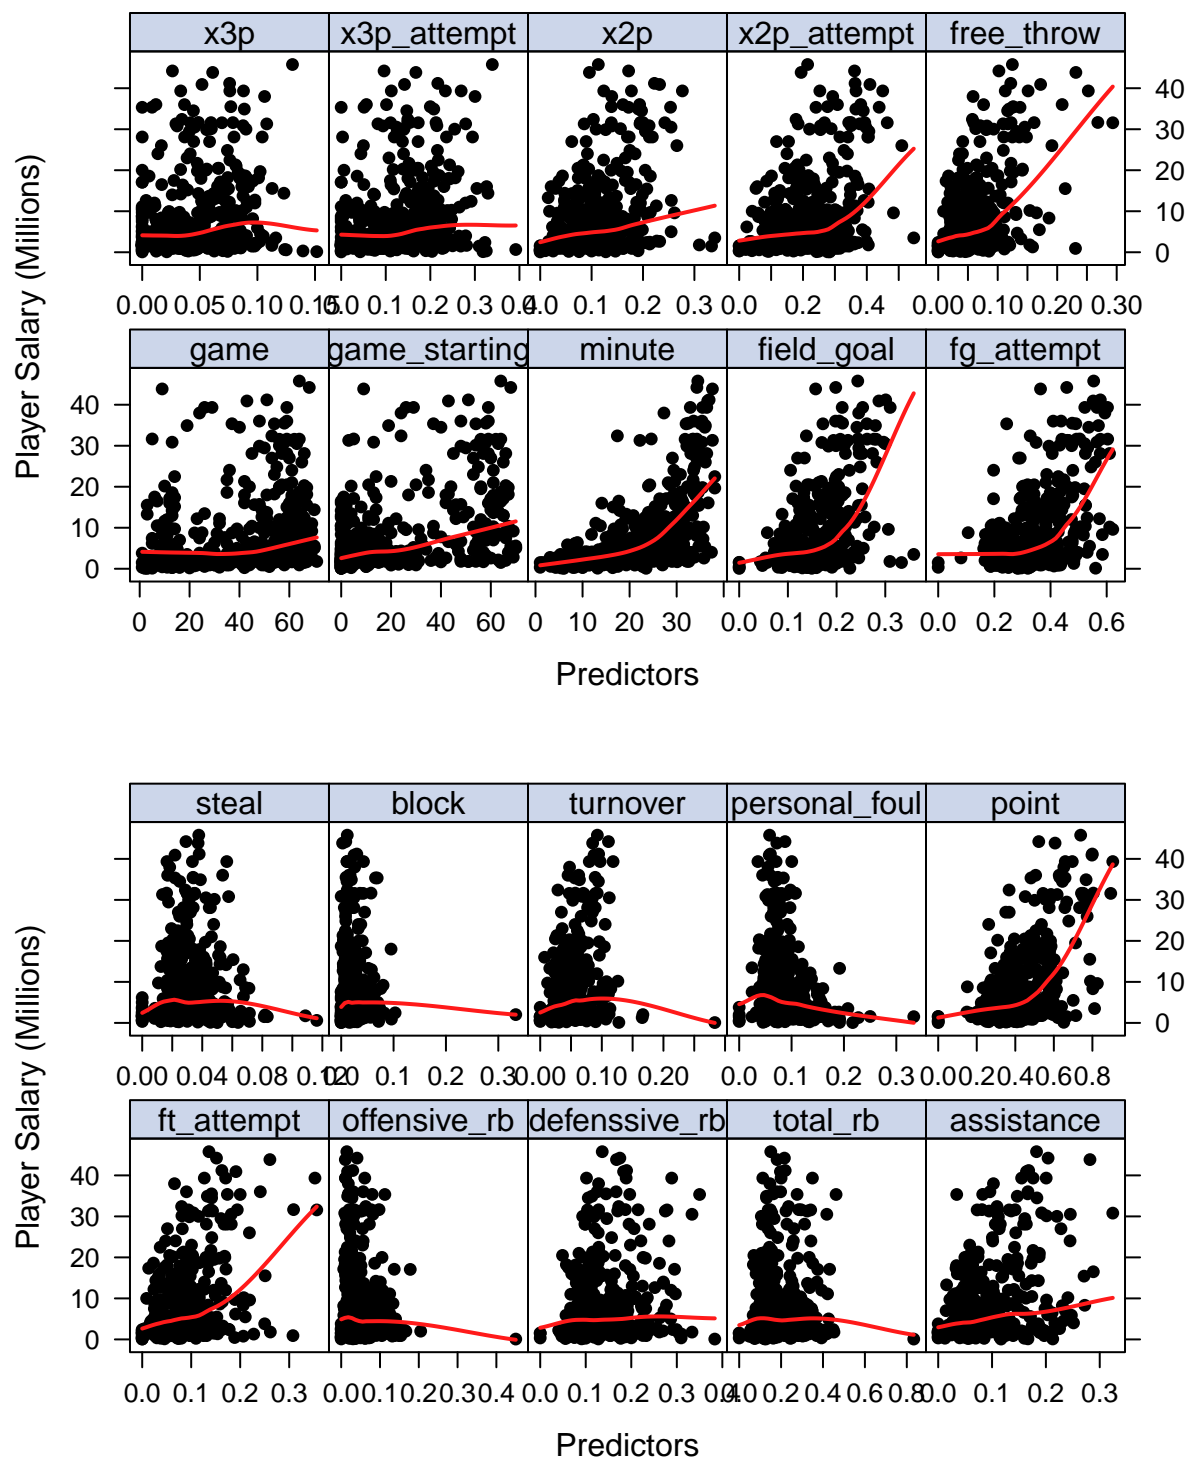 x3p x3p_attempt x2p x2p_attempt free_throw
40
30
20
10
0
0.00 0.05 0.10 0.15 0.0 0.1 0.2 0.3 0.4 0.0 0.1 0.2 0.3 0.0 0.2 0.4 0.00 0.10 0.20 0.30
Player Salary (Millions)
game game_starting minute field_goal fg_attempt
40
30
20
10
0
0 20 40 60 0 20 40 60 0 10 20 30 0.0 0.1 0.2 0.3 0.0 0.2 0.4 0.6
Predictors
steal block turnover personal_foul point
40
30
20
10
0
0.00 0.04 0.08 0.12 0.0 0.1 0.2 0.3 0.00 0.10 0.20 0.0 0.1 0.2 0.3 0.0 0.2 0.4 0.6 0.8
Player Salary (Millions)
ft_attempt offensive_rb defenssive_rb total_rb assistance
40
30
20
10
0
0.0 0.1 0.2 0.3 0.0 0.1 0.2 0.3 0.4 0.0 0.1 0.2 0.3 0.4 0.0 0.2 0.4 0.6 0.8 0.0 0.1 0.2 0.3
Predictors